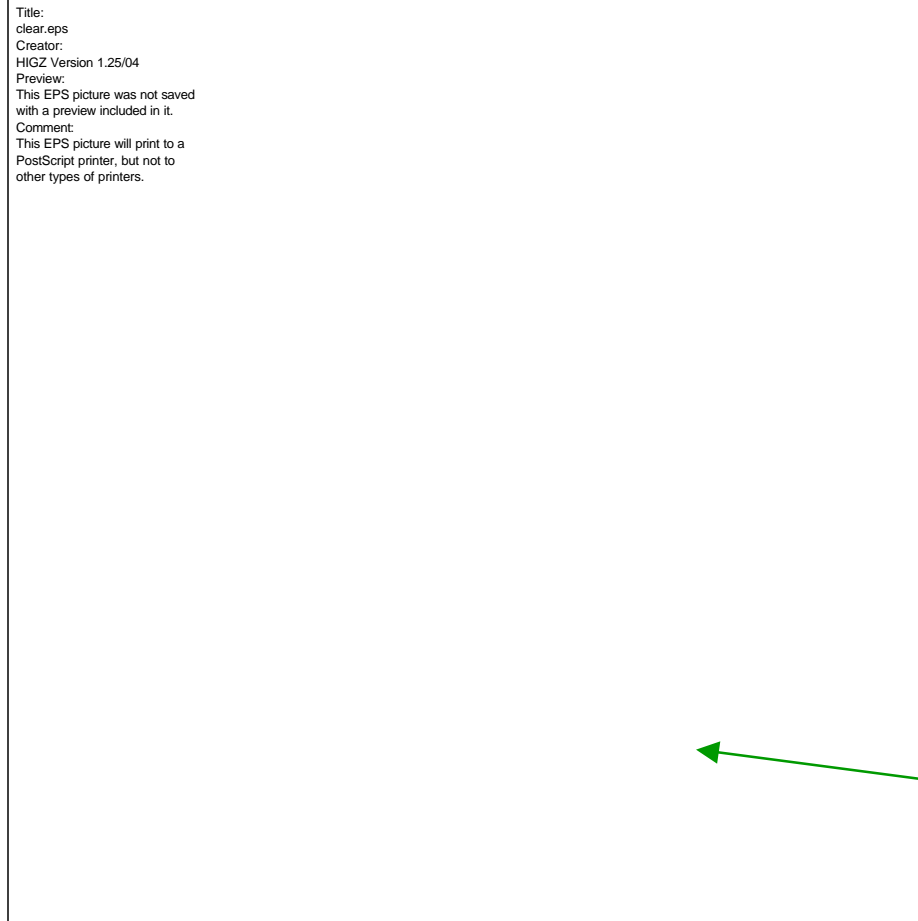 Title:
clear.eps
Creator:
HIGZ Version 1.25/04
Preview:
This EPS picture was not saved
with a preview included in it.
Comment:
This EPS picture will print to a
PostScript printer, but not to
other types of printers.